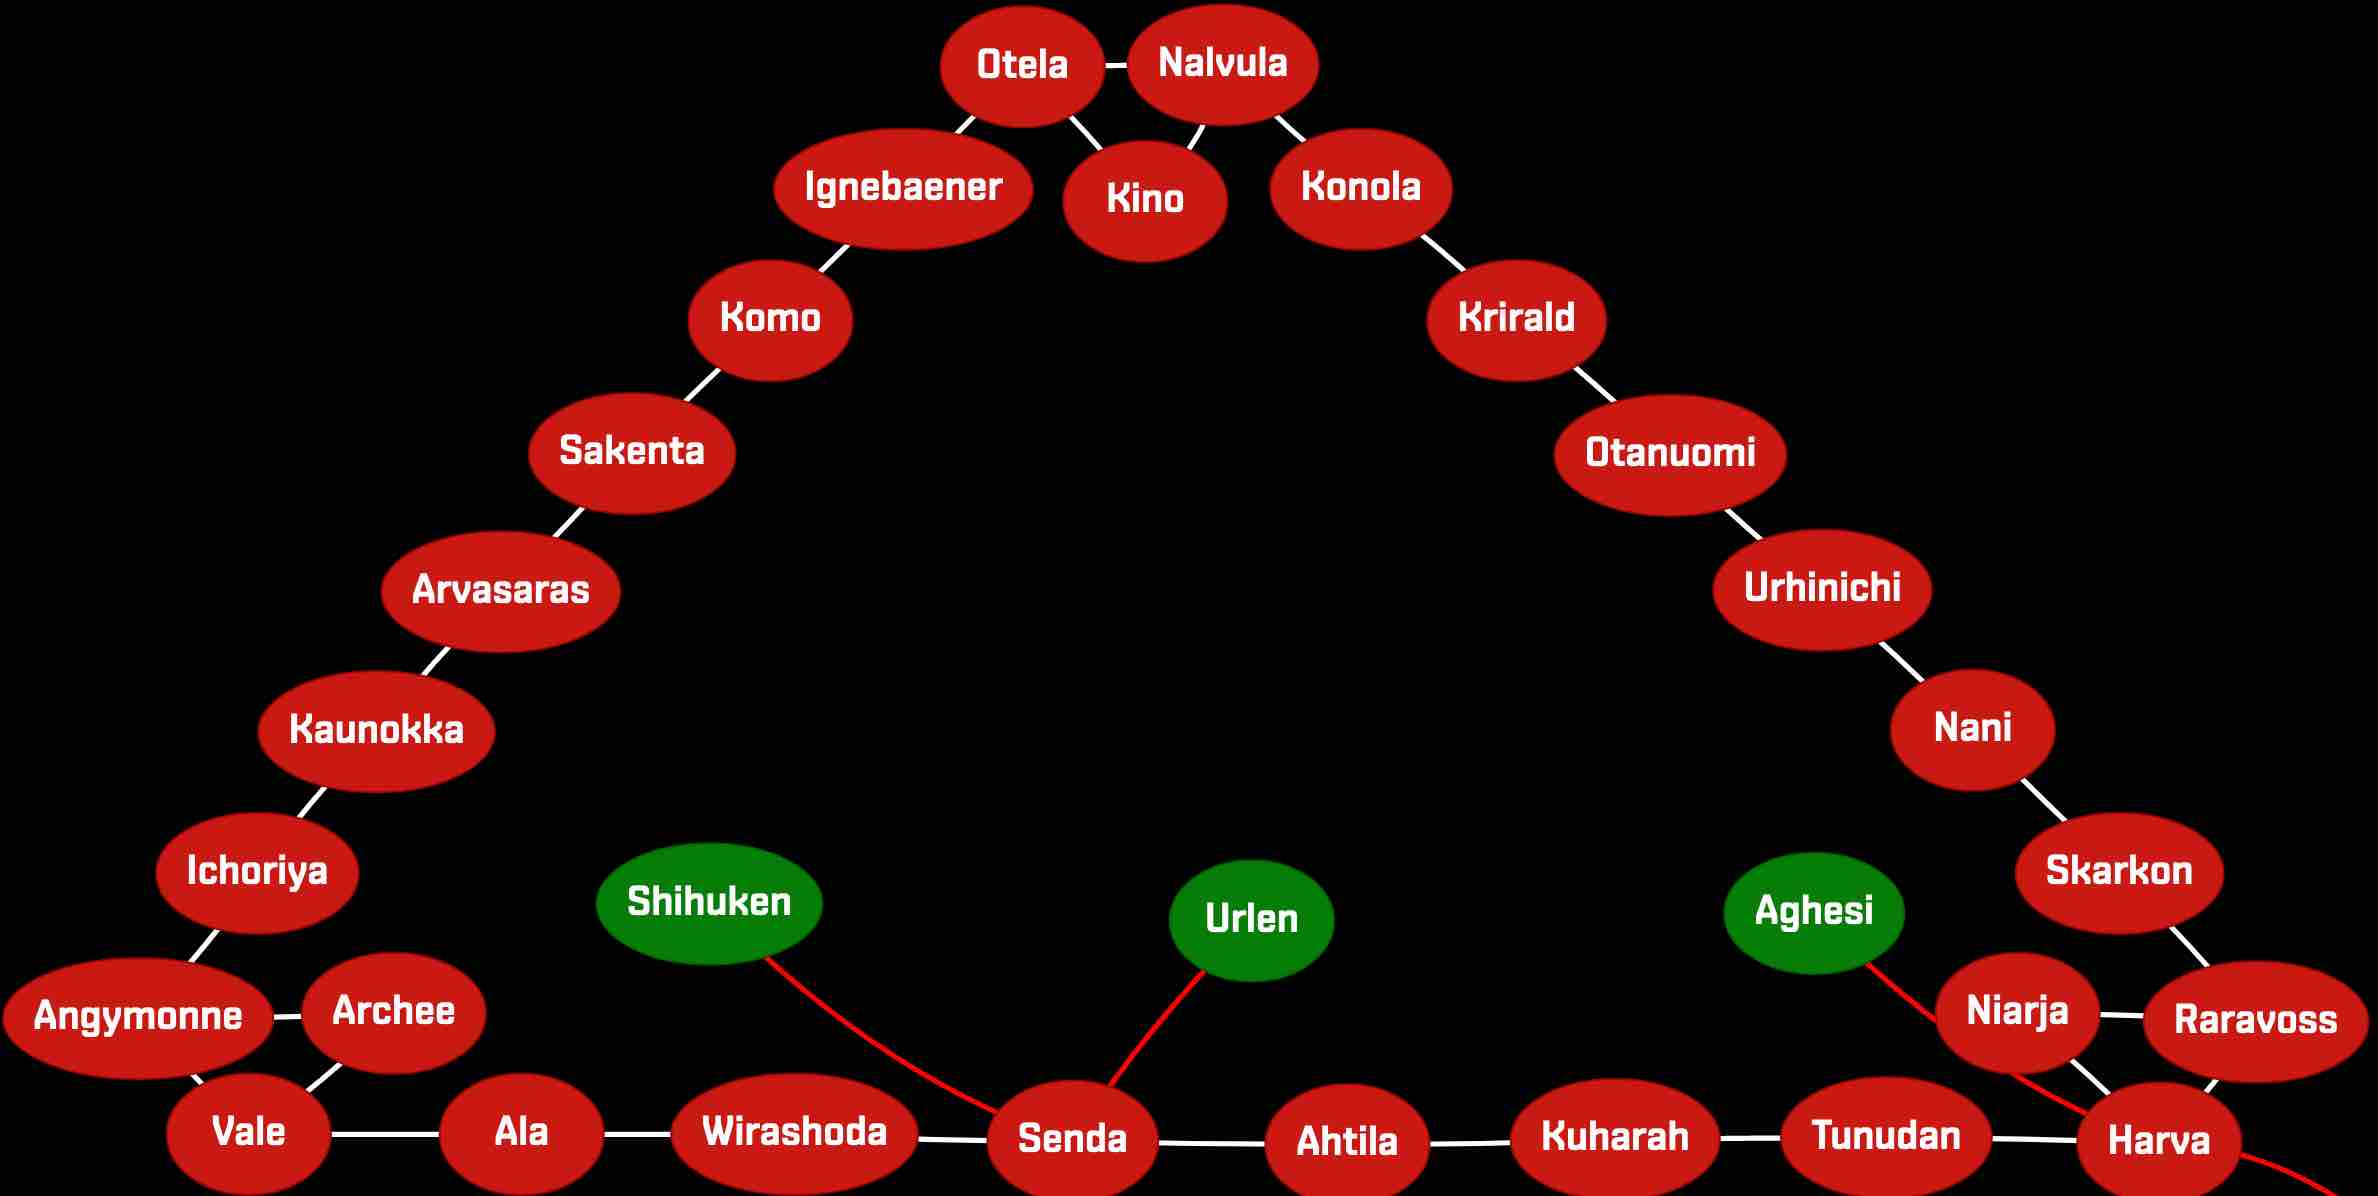 Otela
Nalvula
Ignebaener
Kino
Konola
Komo
Krirald
Sakenta
Otanuomi
Arvasaras
Urhinichi
Kaunokka
Nani
Ichoriya
Shihuken
Urlen
Aghesi
Skarkon
Angymonne
Archee
Niarja
Raravoss
Vale
Ala
Wirashoda
Senda
Ahtila
Kuharah
Tunudan
Harva